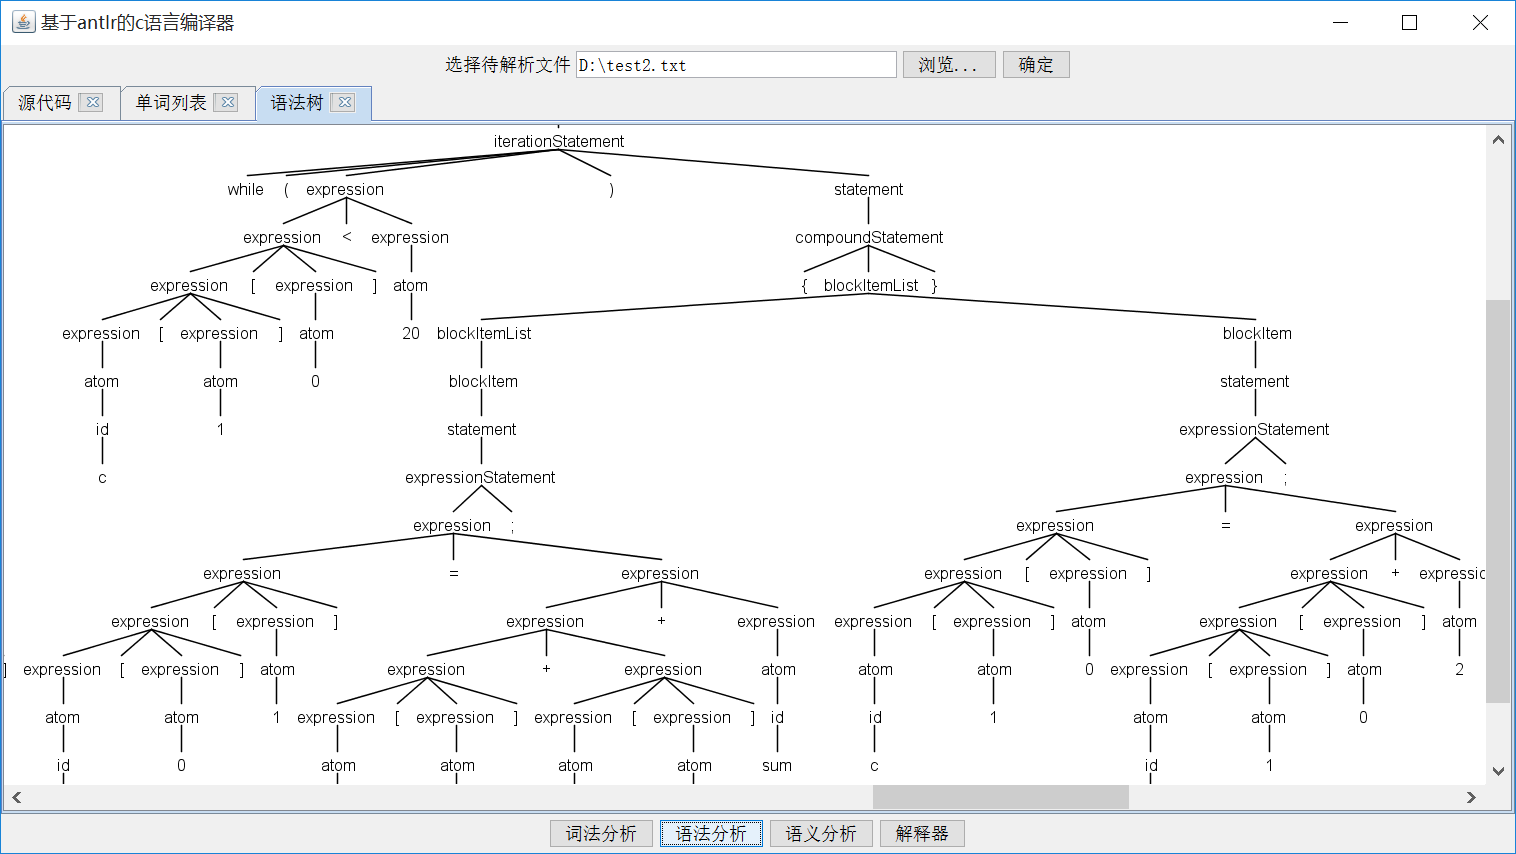 基于antlr的c语言编译器
选择待解析文件 D:\test2.txt 浏览... 确定
源代码 单词列表 语法树
iterationStatement
while ( expression ) statement
expression < expression compoundStatement
expression [ expression ] atom { blockItemList }
expression [ expression ] atom 20 blockItemList blockItem
atom atom 0 blockItem statement
id 1 statement expressionStatement
c expressionStatement expression ;
expression ; expression = expression
expression = expression expression [ expression ] expression + expressio
expression [ expression ] expression + expression expression [ expression ] atom expression [ expression ] atom
] expression [ expression ] atom expression + expression atom atom atom 0 expression [ expression ] atom 2
atom atom 1 expression [ expression ] expression [ expression ] id id 1 atom atom 0
id 0 atom atom atom atom sum c id 1
词法分析 语法分析 语义分析 解释器